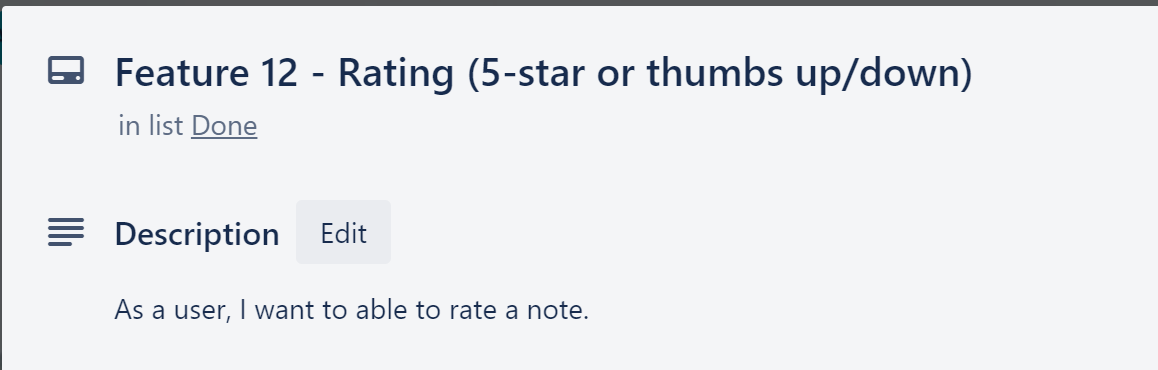 Feature 12 - Rating (5-star or thumbs up/down)
in list Done
Description Edit
As a user, I want to able to rate a note.